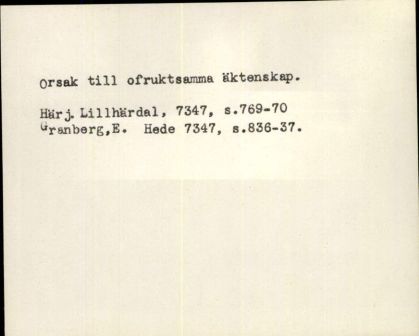 Orsak till ofruktsamma äktenskap.
Härj. Lillhärdal, 7347, s.769-70
Granberg,E. Hede 7347, s.836-37.